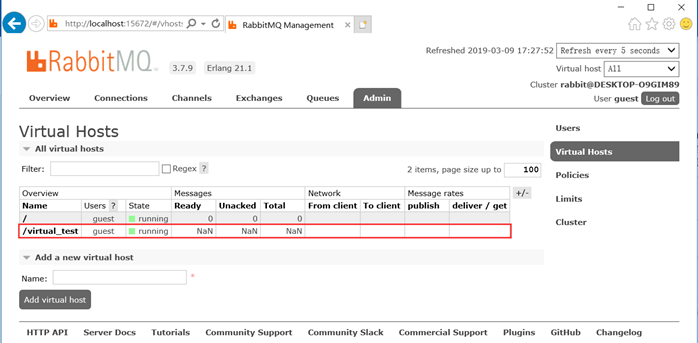 http://localhost:15672/#/vhost
RabbitMQ Management
Refreshed 2019-03-09 17:27:52 Refresh every 5 seconds
RabbitMQ 3.7.9 Erlang 21.1
Virtual host All
Cluster rabbit@DESKTOP-O9GIM89
User guest Log out
Overview Connections Channels Exchanges Queues Admin
Virtual Hosts
All virtual hosts
Filter: Regex ? 2 items, page size up to 100
Overview Messages Network Message rates +/-
Name Users ? State Ready Unacked Total From client To client publish deliver / get
/ guest running 0 0 0
/virtual_test guest running NaN NaN NaN
Add a new virtual host
Name: *
Add virtual host
Users
Virtual Hosts
Policies
Limits
Cluster
HTTP API Server Docs Tutorials Community Support Community Slack Commercial Support Plugins GitHub Changelog